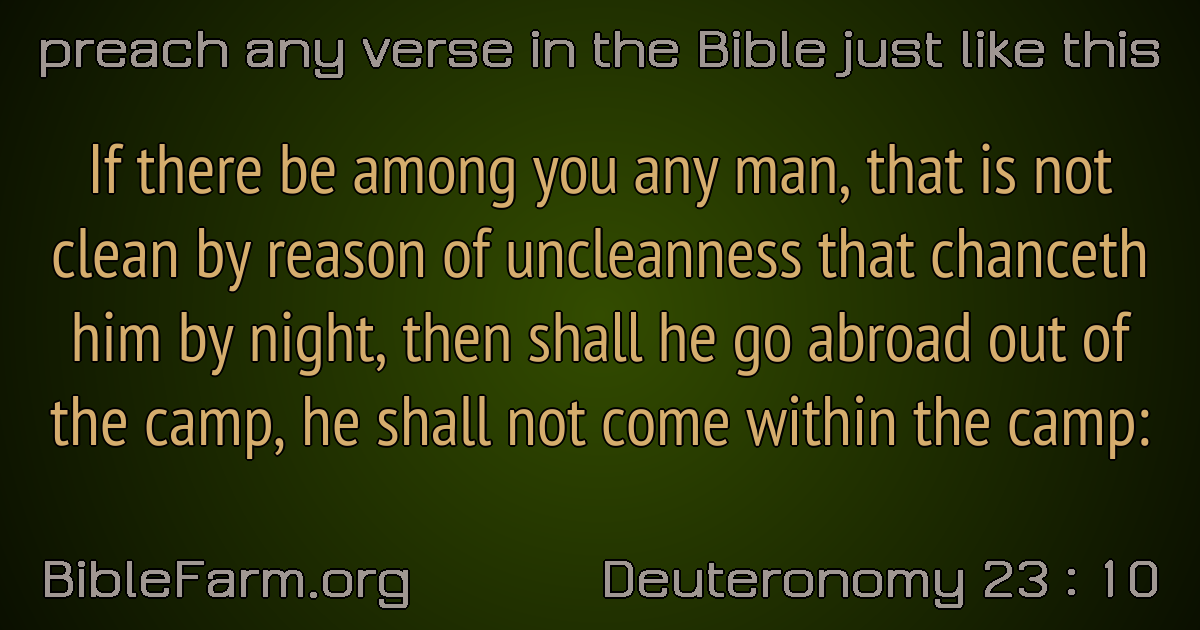 preach any verse in the Bible just like this
If there be among you any man, that is not
clean by reason of uncleanness that chanceth
him by night, then shall he go abroad out of
the camp, he shall not come within the camp:
BibleFarm.org
Deuteronomy 23 : 10